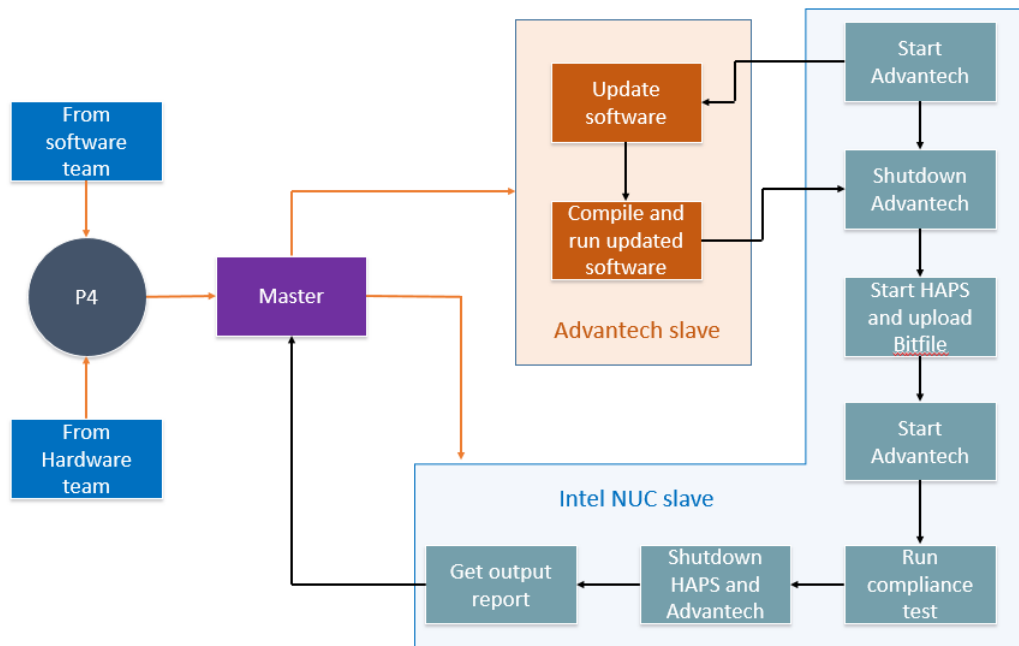 From
software
team
P4
From
Hardware
team
Master
Update
software
Compile and
run updated
software
Advantech slave
Start
Advantech
Shutdown
Advantech
Start HAPS
and upload
Bitfile
Start
Advantech
Intel NUC slave
Run
compliance
test
Shutdown
HAPS and
Advantech
Get output
report